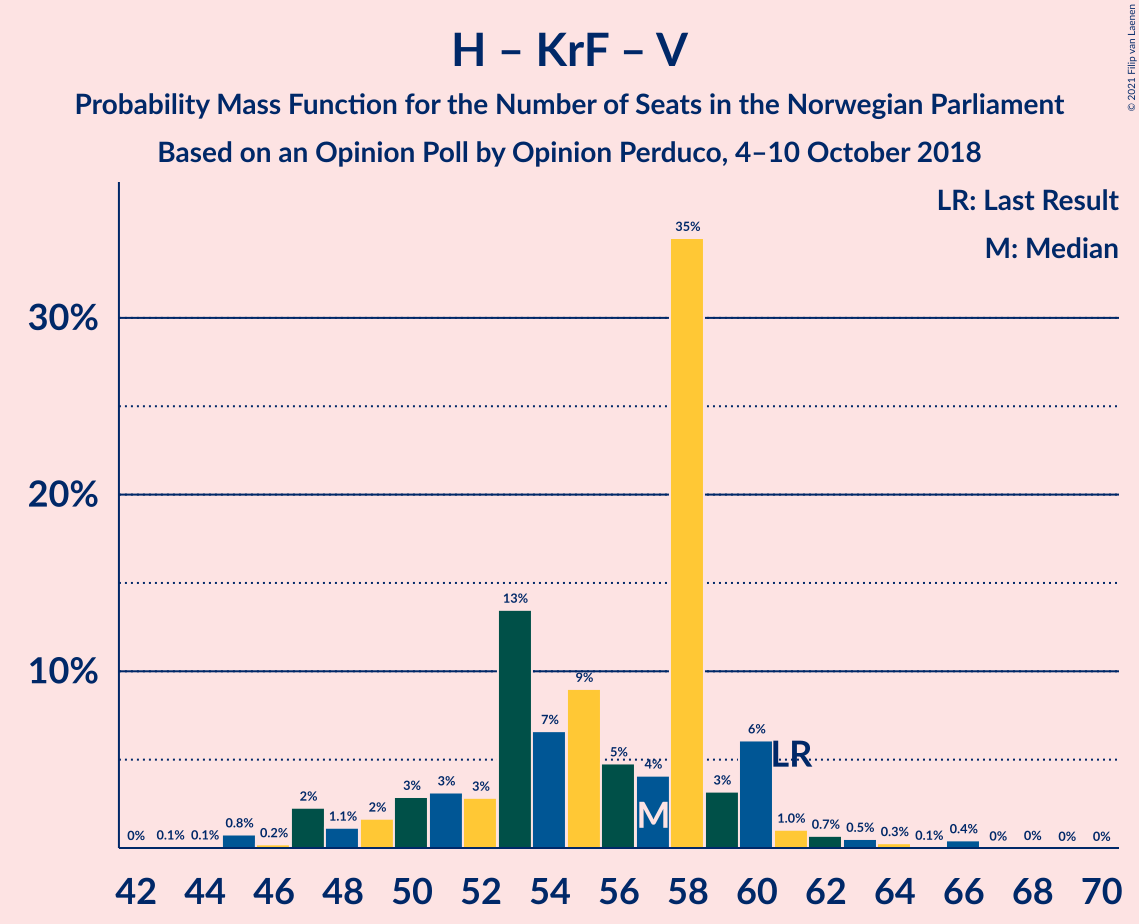 H – KrF – V
Probability Mass Function for the Number of Seats in the Norwegian Parliament
Based on an Opinion Poll by Opinion Perduco, 4–10 October 2018
© 2021 Filip van Laenen
LR: Last Result
M: Median
30%
20%
10%
0% 0.1% 0.1% 0.8% 0.2% 2% 1.1% 2% 3% 3% 3% 13% 7% 9% 5% 4% 35% 3% 6% 1.0% 0.7% 0.5% 0.3% 0.1% 0.4% 0% 0% 0% 0%
M
LR
42 44 46 48 50 52 54 56 58 60 62 64 66 68 70